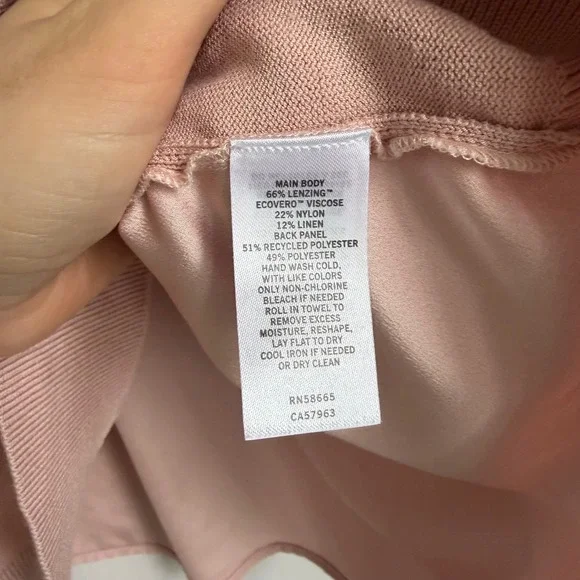 MAIN BODY
66% LENZING™
ECOVERO™ VISCOSE
22% NYLON
12% LINEN
BACK PANEL
51% RECYCLED POLYESTER
49% POLYESTER
HAND WASH COLD,
WITH LIKE COLORS
ONLY NON-CHLORINE
BLEACH IF NEEDED
ROLL IN TOWEL TO
REMOVE EXCESS
MOISTURE, RESHAPE,
LAY FLAT TO DRY
COOL IRON IF NEEDED
OR DRY CLEAN
RN58665
CA57963